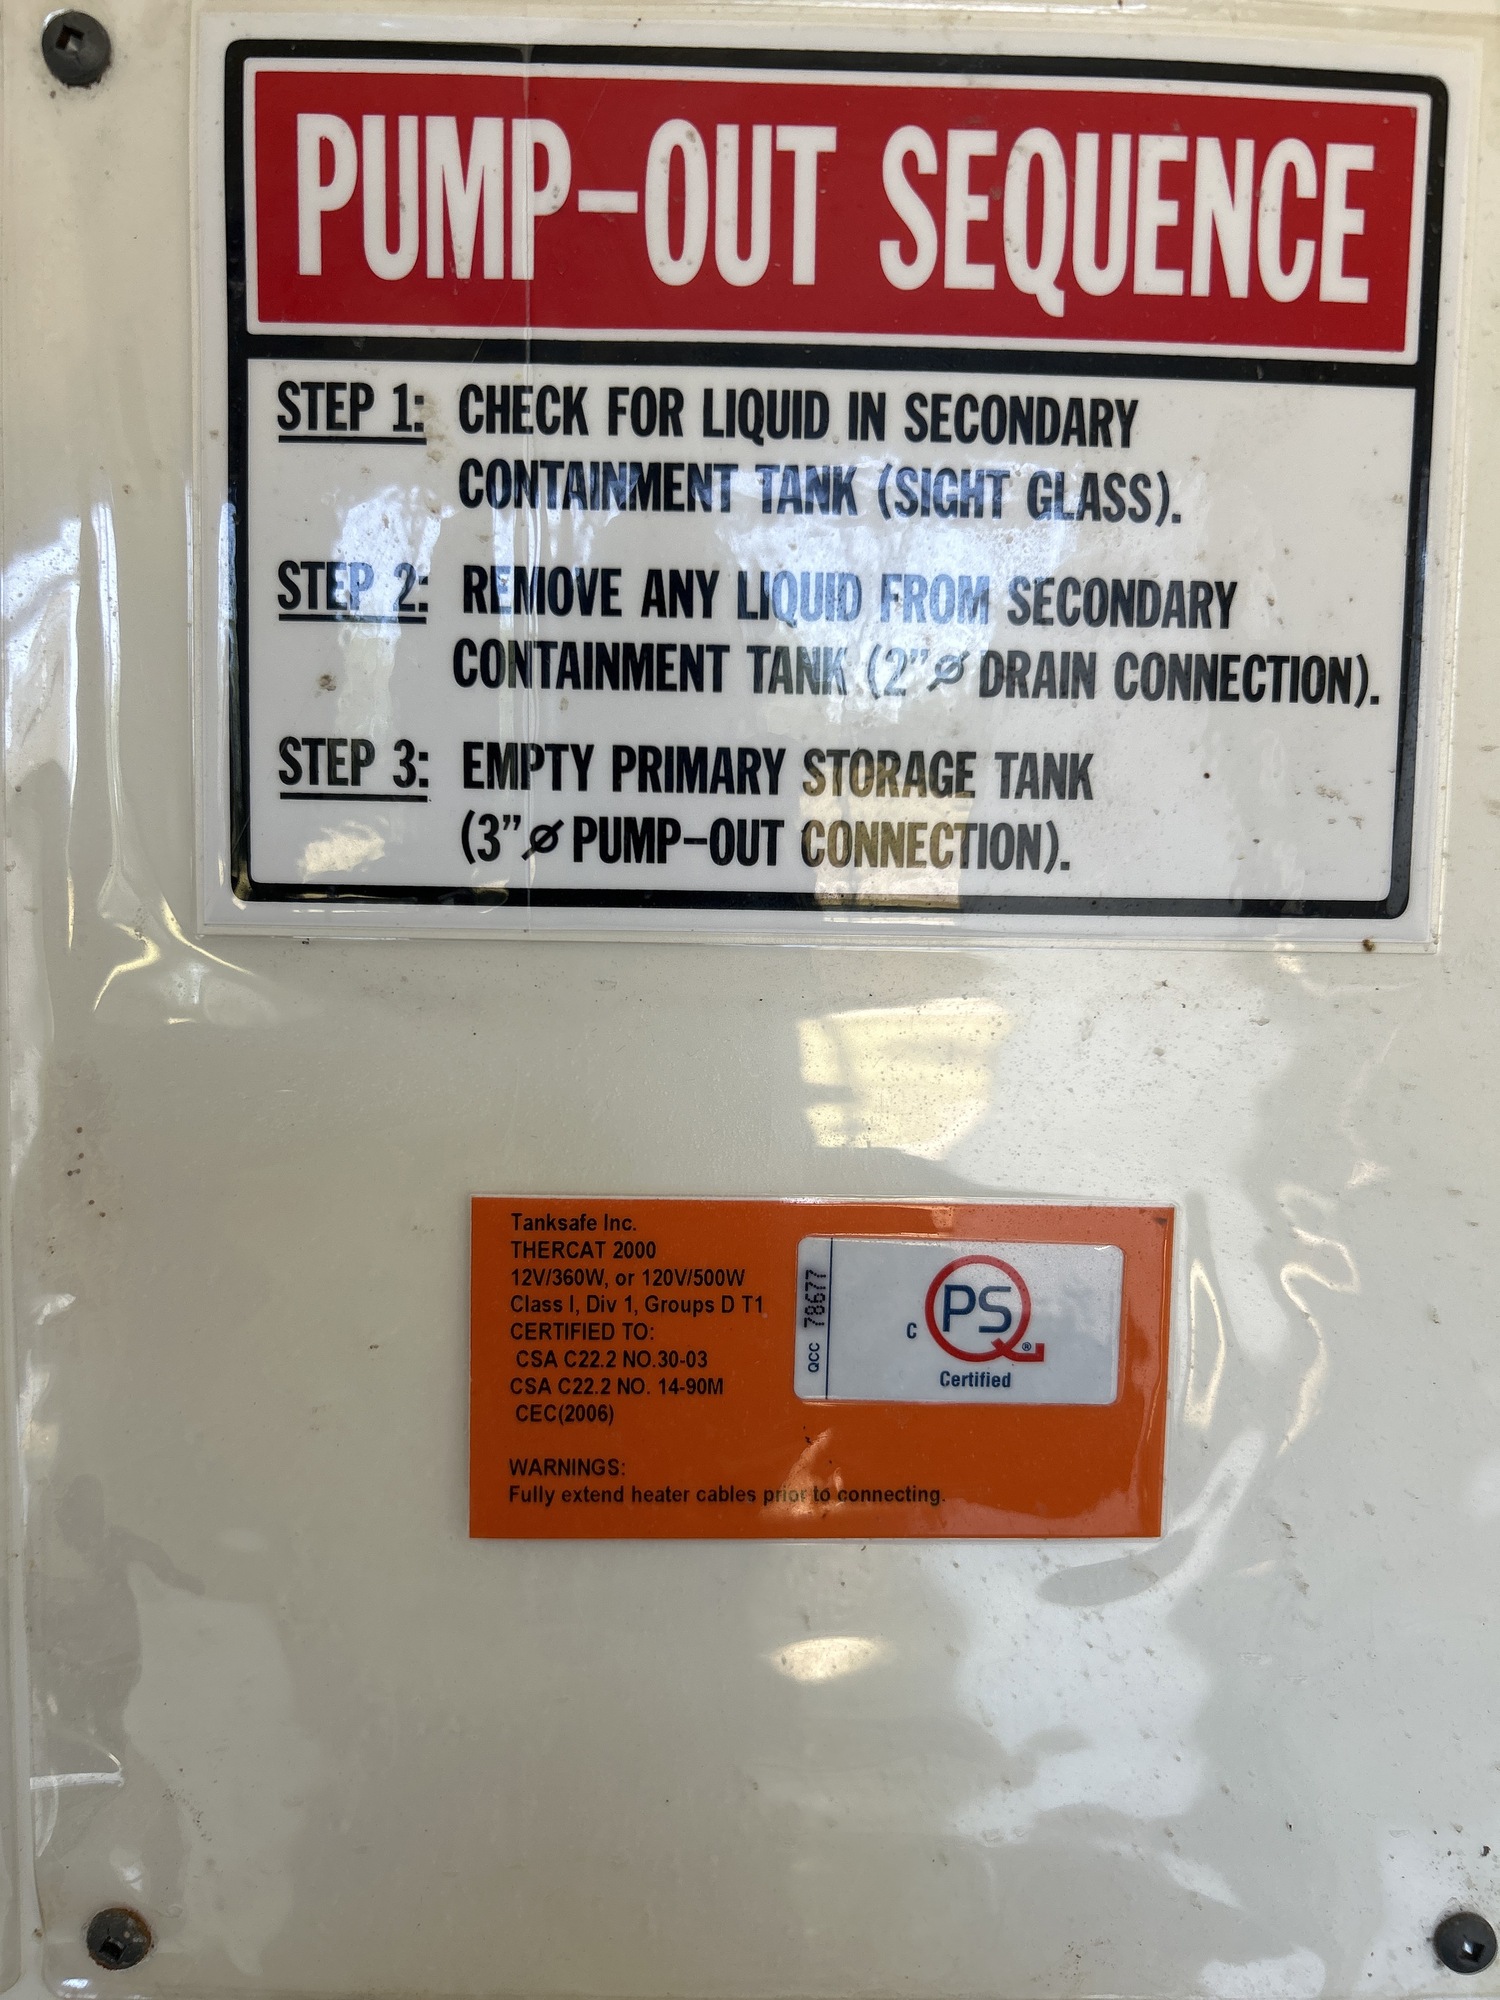 PUMP-OUT SEQUENCE
STEP 1: CHECK FOR LIQUID IN SECONDARY
CONTAINMENT TANK (SIGHT GLASS).
STEP 2: REMOVE ANY LIQUID FROM SECONDARY
CONTAINMENT TANK (2”⌀ DRAIN CONNECTION).
STEP 3: EMPTY PRIMARY STORAGE TANK
(3”⌀ PUMP-OUT CONNECTION).
Tanksafe Inc.
THERCAT 2000
12V/360W, or 120V/500W
Class I, Div 1, Groups D T1
CERTIFIED TO:
CSA C22.2 NO.30-03
CSA C22.2 NO. 14-90M
CEC(2006)
WARNINGS:
Fully extend heater cables prior to connecting.
QCC 78677
C PSQ®
Certified